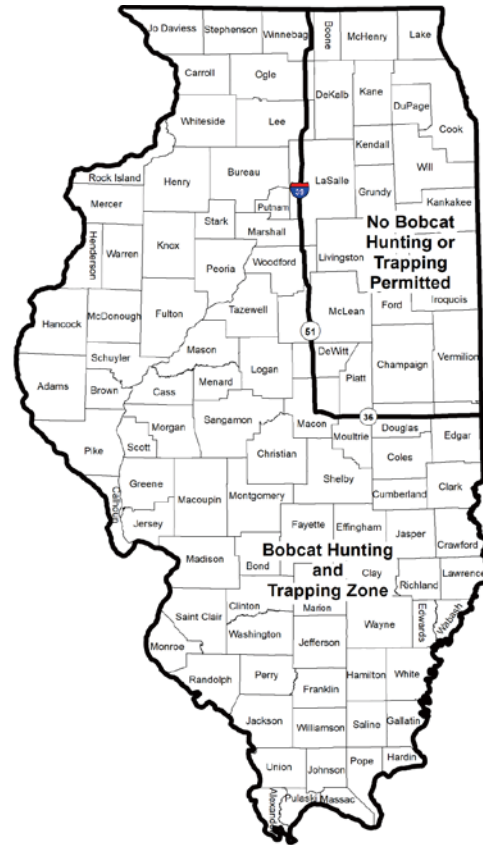 Jo Daviess
Stephenson
Winnebag
Boone
McHenry
Lake
Carroll
Ogle
DeKalb
Kane
DuPage
Cook
Whiteside
Lee
Kendall
Will
Rock Island
Henry
Bureau
LaSalle
Grundy
Kankakee
39
Mercer
Putnam
Stark
Marshall
Henderson
Warren
Knox
Peoria
Woodford
Livingston
No Bobcat
Hunting or
Trapping
Permitted
Ford
Iroquois
Hancock
McDonough
Fulton
Tazewell
McLean
51
Schuyler
Mason
Logan
DeWitt
Piatt
Champaign
Vermilion
Adams
Brown
Cass
Menard
36
Pike
Scott
Morgan
Sangamon
Christian
Macon
Moultrie
Douglas
Edgar
Coles
Shelby
Cumberland
Clark
Calhoun
Greene
Jersey
Macoupin
Montgomery
Fayette
Effingham
Jasper
Crawford
Madison
Bond
Bobcat Hunting
and
Trapping Zone
Clay
Richland
Lawrence
Saint Clair
Clinton
Marion
Wayne
Edwards
Wabash
Monroe
Washington
Jefferson
Randolph
Perry
Franklin
Hamilton
White
Jackson
Williamson
Saline
Gallatin
Union
Johnson
Pope
Hardin
Alexander
Pulaski
Massac